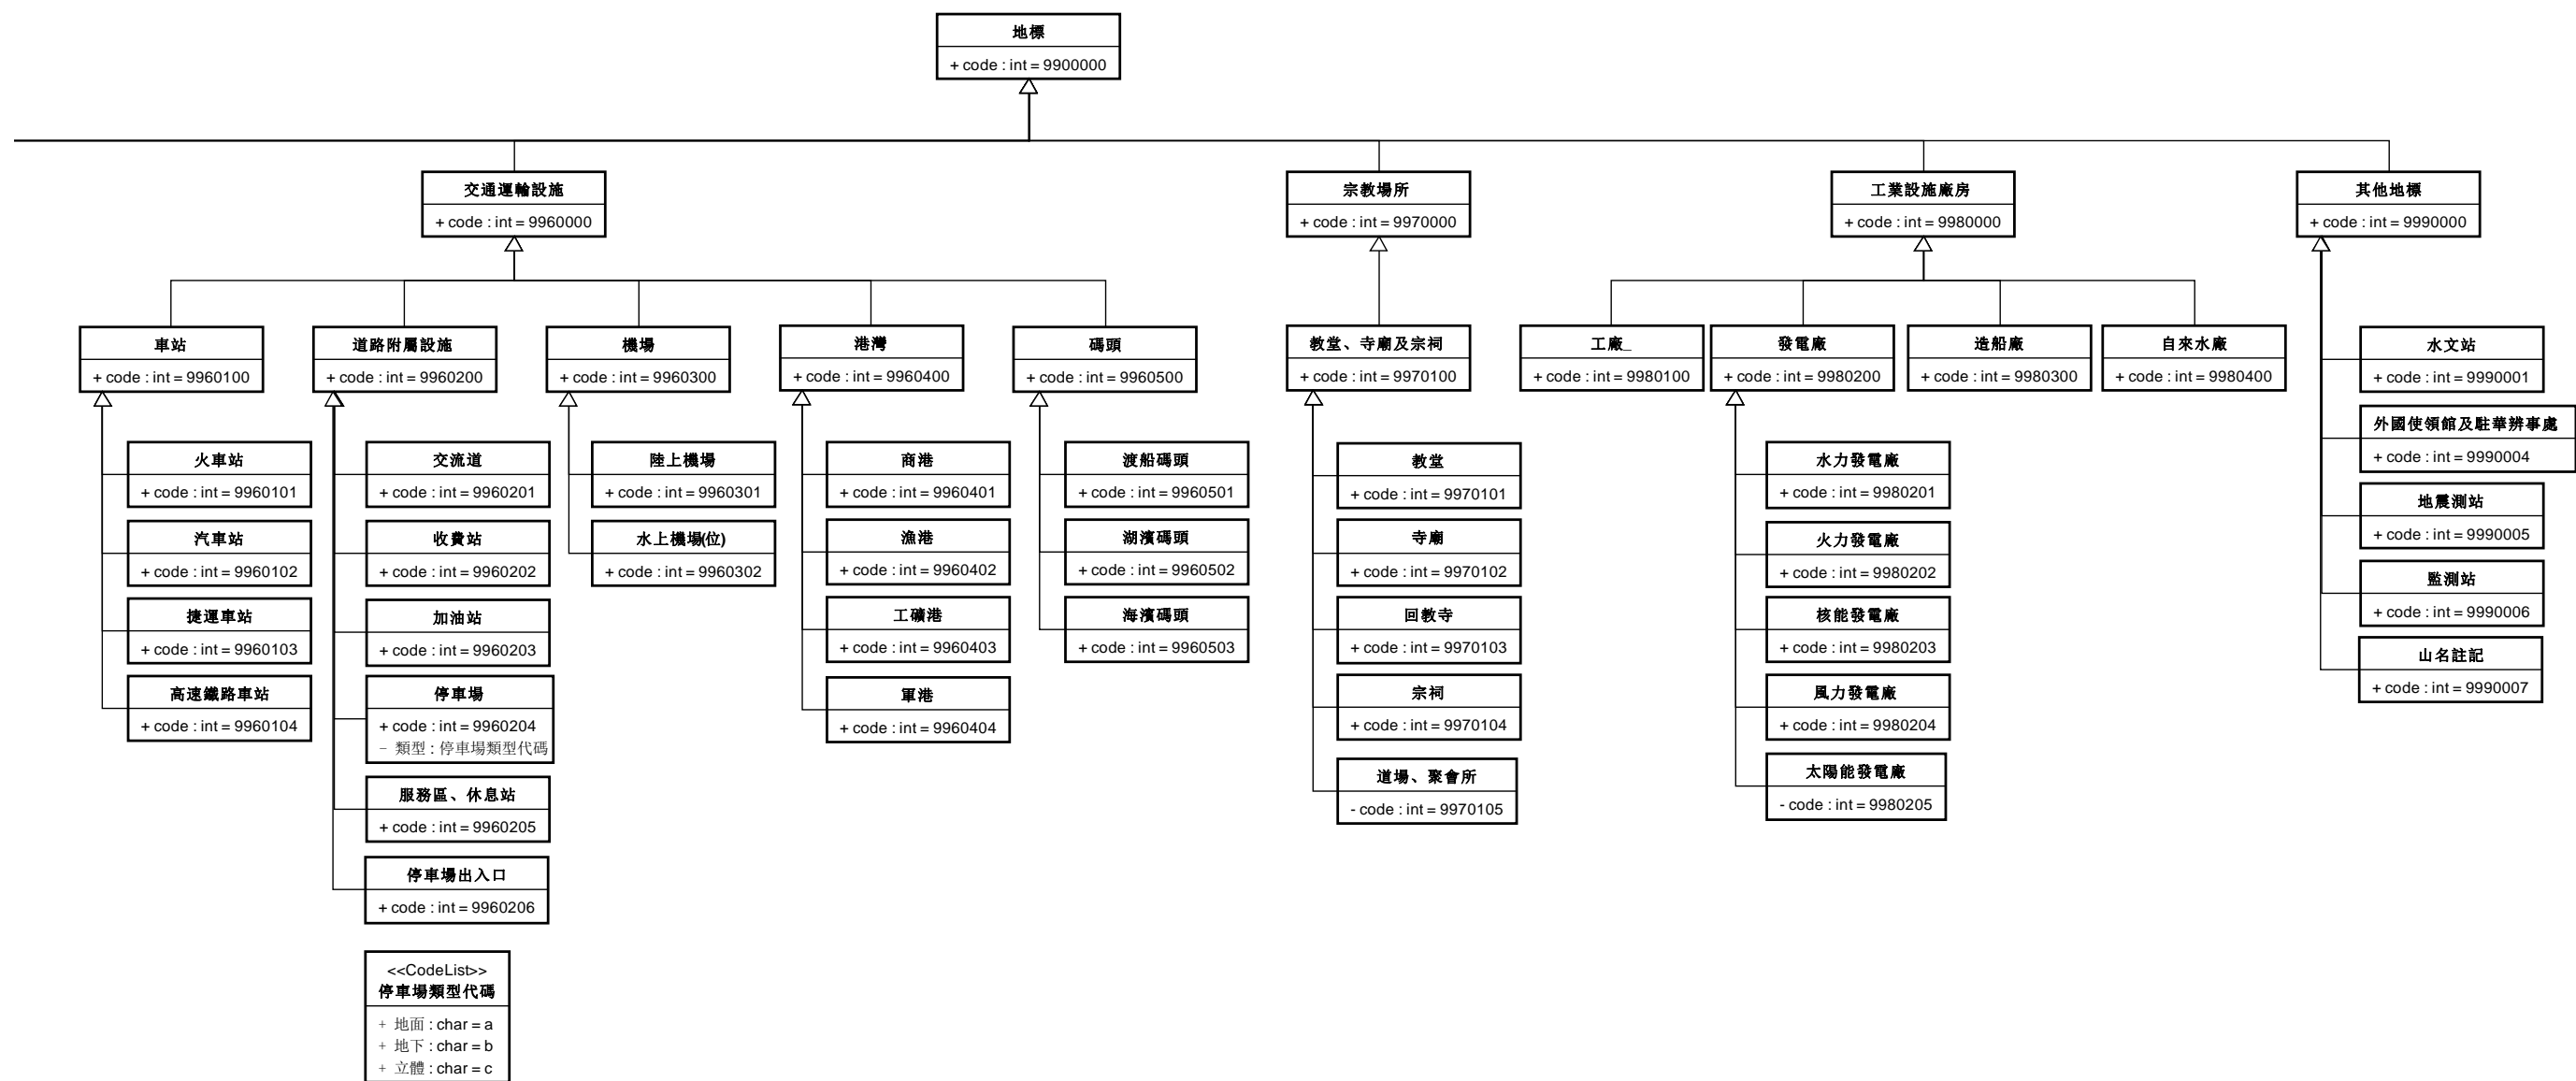 地標
+ code : int = 9900000
交通運輸設施
+ code : int = 9960000
宗教場所
+ code : int = 9970000
工業設施廠房
+ code : int = 9980000
其他地標
+ code : int = 9990000
車站
+ code : int = 9960100
道路附屬設施
+ code : int = 9960200
機場
+ code : int = 9960300
港灣
+ code : int = 9960400
碼頭
+ code : int = 9960500
教堂、寺廟及宗祠
+ code : int = 9970100
工廠_
+ code : int = 9980100
發電廠
+ code : int = 9980200
造船廠
+ code : int = 9980300
自來水廠
+ code : int = 9980400
火車站
+ code : int = 9960101
汽車站
+ code : int = 9960102
捷運車站
+ code : int = 9960103
高速鐵路車站
+ code : int = 9960104
交流道
+ code : int = 9960201
收費站
+ code : int = 9960202
加油站
+ code : int = 9960203
停車場
+ code : int = 9960204
- 類型 : 停車場類型代碼
服務區、休息站
+ code : int = 9960205
停車場出入口
+ code : int = 9960206
<<CodeList>>
停車場類型代碼
+ 地面 : char = a
+ 地下 : char = b
+ 立體 : char = c
陸上機場
+ code : int = 9960301
水上機場(位)
+ code : int = 9960302
商港
+ code : int = 9960401
漁港
+ code : int = 9960402
工礦港
+ code : int = 9960403
軍港
+ code : int = 9960404
渡船碼頭
+ code : int = 9960501
湖濱碼頭
+ code : int = 9960502
海濱碼頭
+ code : int = 9960503
教堂
+ code : int = 9970101
寺廟
+ code : int = 9970102
回教寺
+ code : int = 9970103
宗祠
+ code : int = 9970104
道場、聚會所
- code : int = 9970105
水力發電廠
+ code : int = 9980201
火力發電廠
+ code : int = 9980202
核能發電廠
+ code : int = 9980203
風力發電廠
+ code : int = 9980204
太陽能發電廠
- code : int = 9980205
水文站
+ code : int = 9990001
外國使領館及駐華辨事處
+ code : int = 9990004
地震測站
+ code : int = 9990005
監測站
+ code : int = 9990006
山名註記
+ code : int = 9990007